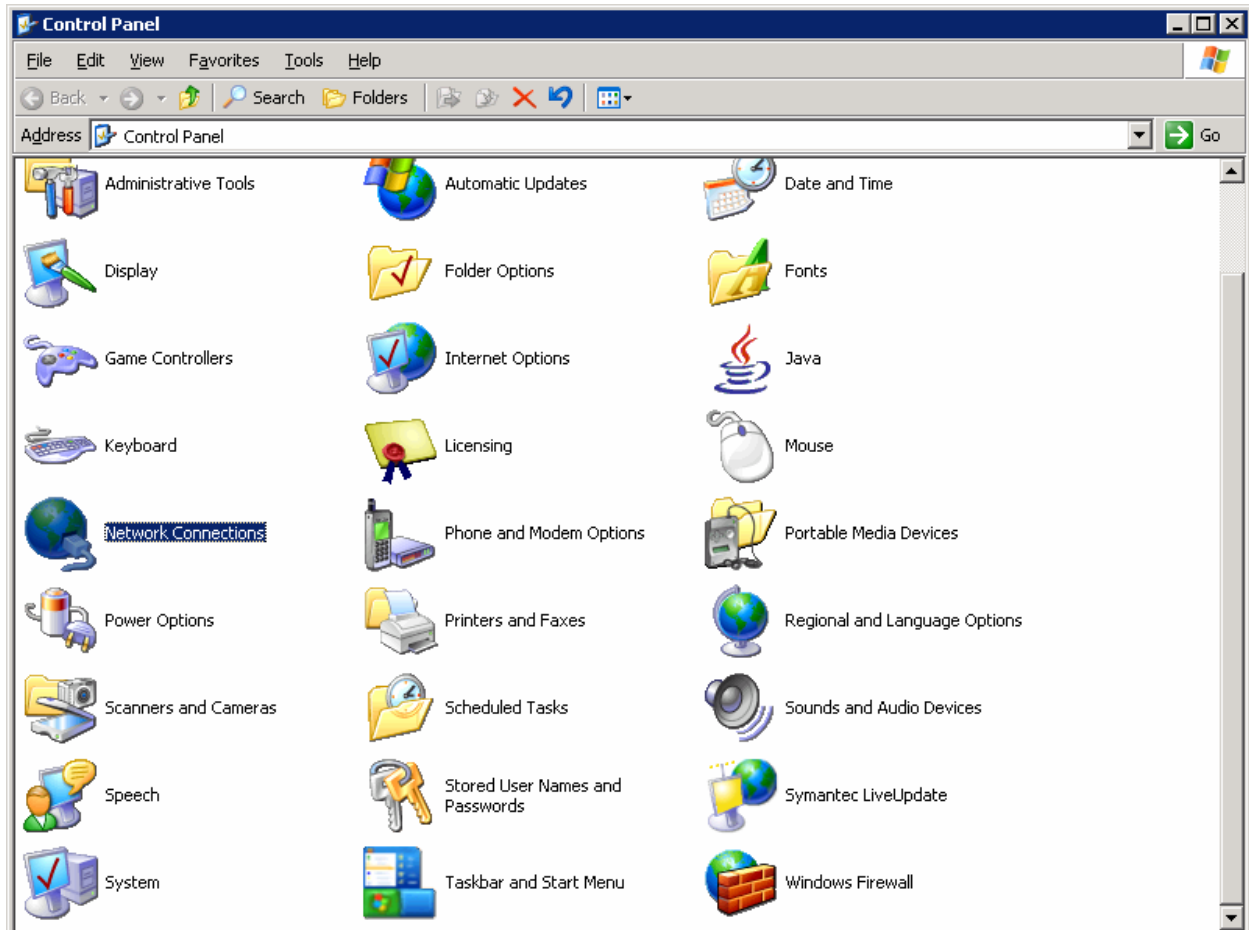 Control Panel
File Edit View Favorites Tools Help
Back Search Folders
Address Control Panel Go
Administrative Tools Automatic Updates Date and Time
Display Folder Options Fonts
Game Controllers Internet Options Java
Keyboard Licensing Mouse
Network Connections Phone and Modem Options Portable Media Devices
Power Options Printers and Faxes Regional and Language Options
Scanners and Cameras Scheduled Tasks Sounds and Audio Devices
Speech Stored User Names and Symantec LiveUpdate
Passwords
System Taskbar and Start Menu Windows Firewall